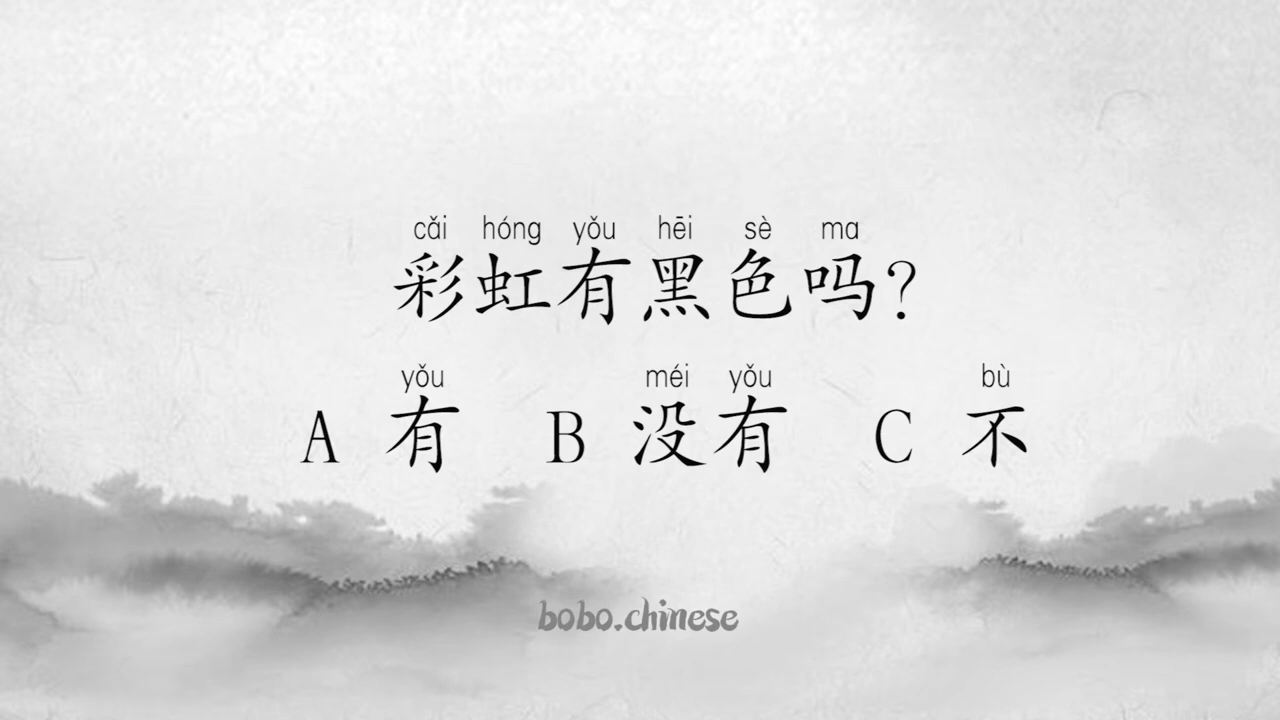 cǎi hóng yǒu hēi sè ma
彩虹有黑色吗?
yǒu méi yǒu bù
A 有 B 没有 C 不
bobo.chinese